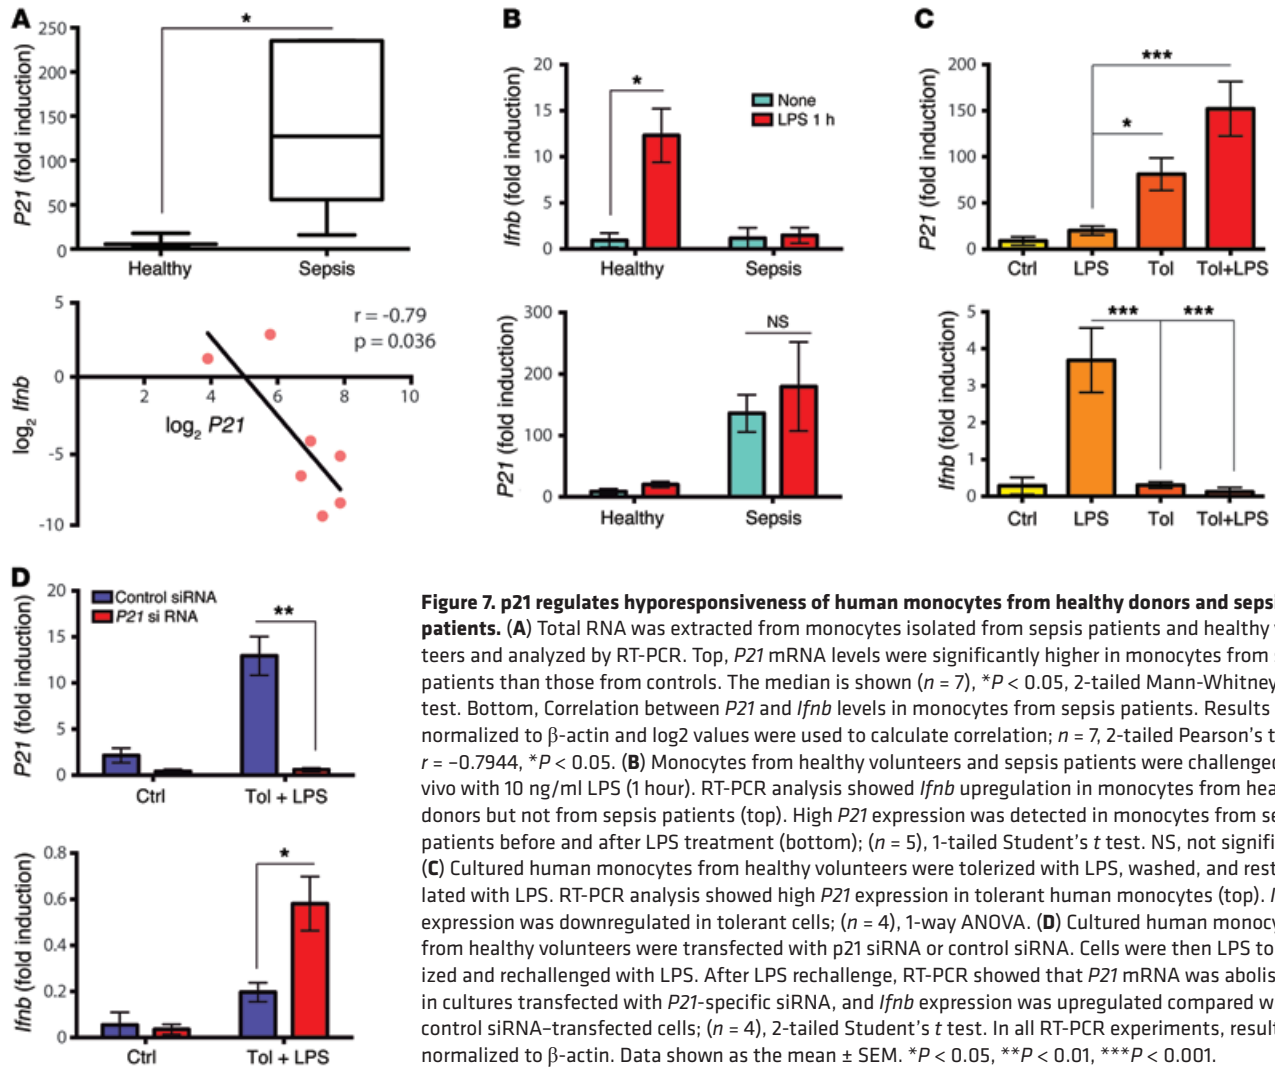 A
P21 (fold induction)
250
200
150
100
50
0
*
Healthy
Sepsis
log2 Ifnb
5
0
-5
-10
2
4
6
8
10
log2 P21
r = -0.79
p = 0.036
B
Ifnb (fold induction)
20
15
10
5
0
*
None
LPS 1 h
Healthy
Sepsis
P21 (fold induction)
300
200
100
0
NS
Healthy
Sepsis
C
P21 (fold induction)
200
150
100
50
0
***
*
Ctrl
LPS
Tol
Tol+LPS
Ifnb (fold induction)
5
4
3
2
1
0
***
***
Ctrl
LPS
Tol
Tol+LPS
D
P21 (fold induction)
20
15
10
5
0
Control siRNA
P21 si RNA
**
Ctrl
Tol + LPS
Ifnb (fold induction)
0.8
0.6
0.4
0.2
0
*
Ctrl
Tol + LPS
Figure 7. p21 regulates hyporesponsiveness of human monocytes from healthy donors and sepsi
patients. (A) Total RNA was extracted from monocytes isolated from sepsis patients and healthy
teers and analyzed by RT-PCR. Top, P21 mRNA levels were significantly higher in monocytes from
patients than those from controls. The median is shown (n = 7), *P < 0.05, 2-tailed Mann-Whitney
test. Bottom, Correlation between P21 and Ifnb levels in monocytes from sepsis patients. Results
normalized to β-actin and log2 values were used to calculate correlation; n = 7, 2-tailed Pearson's t
r = −0.7944, *P < 0.05. (B) Monocytes from healthy volunteers and sepsis patients were challenged
vivo with 10 ng/ml LPS (1 hour). RT-PCR analysis showed Ifnb upregulation in monocytes from hea
donors but not from sepsis patients (top). High P21 expression was detected in monocytes from se
patients before and after LPS treatment (bottom); (n = 5), 1-tailed Student's t test. NS, not signifi
(C) Cultured human monocytes from healthy volunteers were tolerized with LPS, washed, and rest
lated with LPS. RT-PCR analysis showed high P21 expression in tolerant human monocytes (top). I
expression was downregulated in tolerant cells; (n = 4), 1-way ANOVA. (D) Cultured human monocy
from healthy volunteers were transfected with p21 siRNA or control siRNA. Cells were then LPS to
ized and rechallenged with LPS. After LPS rechallenge, RT-PCR showed that P21 mRNA was abolis
in cultures transfected with P21-specific siRNA, and Ifnb expression was upregulated compared w
control siRNA–transfected cells; (n = 4), 2-tailed Student's t test. In all RT-PCR experiments, result
normalized to β-actin. Data shown as the mean ± SEM. *P < 0.05, **P < 0.01, ***P < 0.001.